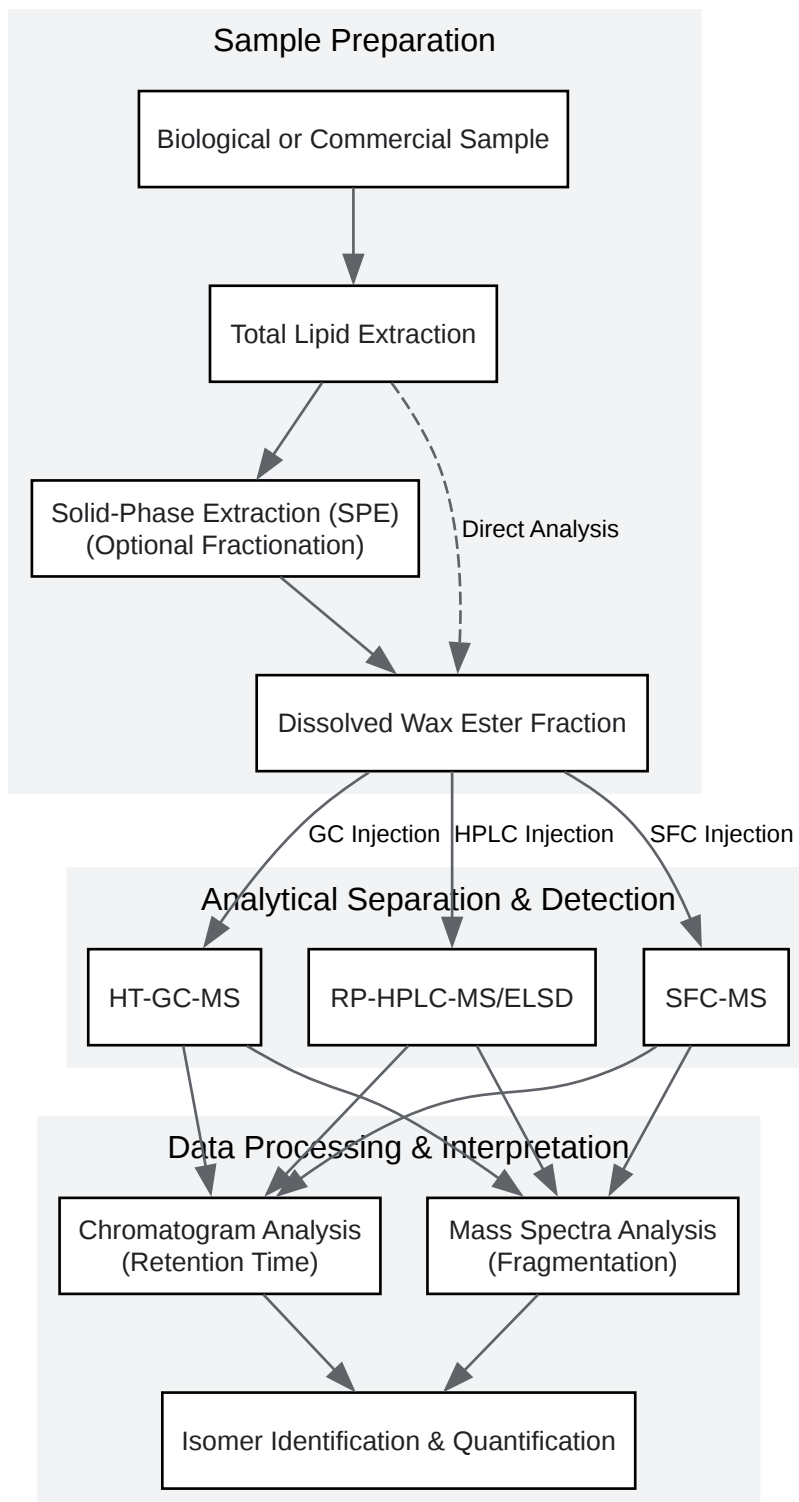 Sample Preparation
Biological or Commercial Sample
Total Lipid Extraction
Solid-Phase Extraction (SPE)
(Optional Fractionation)
Direct Analysis
Dissolved Wax Ester Fraction
GC Injection
HPLC Injection
SFC Injection
Analytical Separation & Detection
HT-GC-MS
RP-HPLC-MS/ELSD
SFC-MS
Data Processing & Interpretation
Chromatogram Analysis
(Retention Time)
Mass Spectra Analysis
(Fragmentation)
Isomer Identification & Quantification